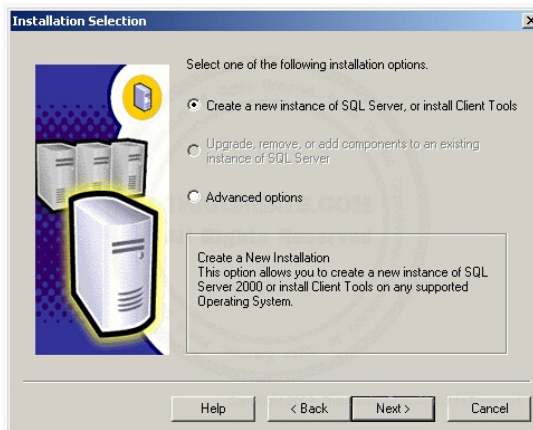 Installation Selection
Select one of the following installation options.
Create a new instance of SQL Server, or install Client Tools
Upgrade, remove, or add components to an existing
instance of SQL Server
Advanced options
Create a New Installation
This option allows you to create a new instance of SQL
Server 2000 or install Client Tools on any supported
Operating System.
Help
< Back
Next >
Cancel